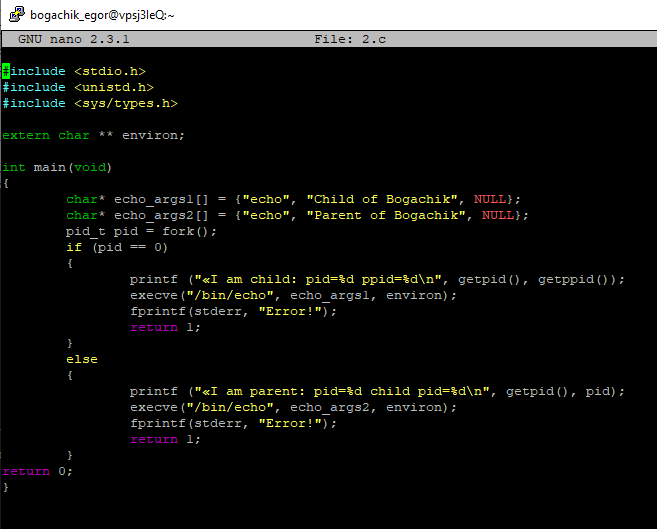 bogachik_egor@vpsj3leQ:~
GNU nano 2.3.1 File: 2.c
#include <stdio.h>
#include <unistd.h>
#include <sys/types.h>
extern char ** environ;
int main(void)
{
char* echo_args1[] = {"echo", "Child of Bogachik", NULL};
char* echo_args2[] = {"echo", "Parent of Bogachik", NULL};
pid_t pid = fork();
if (pid == 0)
{
printf ("«I am child: pid=%d ppid=%d\n", getpid(), getppid());
execve("/bin/echo", echo_args1, environ);
fprintf(stderr, "Error!");
return 1;
}
else
{
printf ("«I am parent: pid=%d child pid=%d\n", getpid(), pid);
execve("/bin/echo", echo_args2, environ);
fprintf(stderr, "Error!");
return 1;
}
return 0;
}